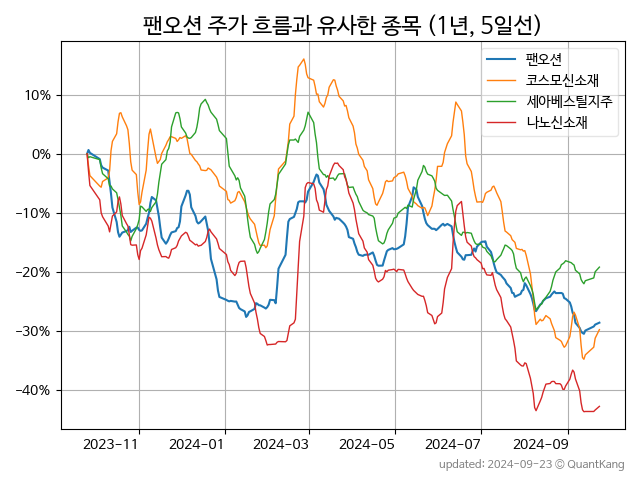 팬오션 주가 흐름과 유사한 종목 (1년, 5일선)
팬오션
코스모신소재
세아베스틸지주
나노신소재
10%
0%
−10%
−20%
−30%
−40%
2023-11
2024-01
2024-03
2024-05
2024-07
2024-09
updated: 2024-09-23 ⓒ QuantKang